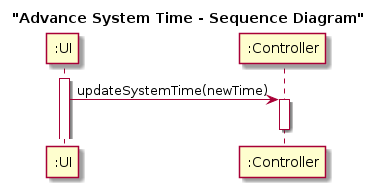 "Advance System Time - Sequence Diagram"
:UI :Controller
updateSystemTime(newTime)
:UI :Controller